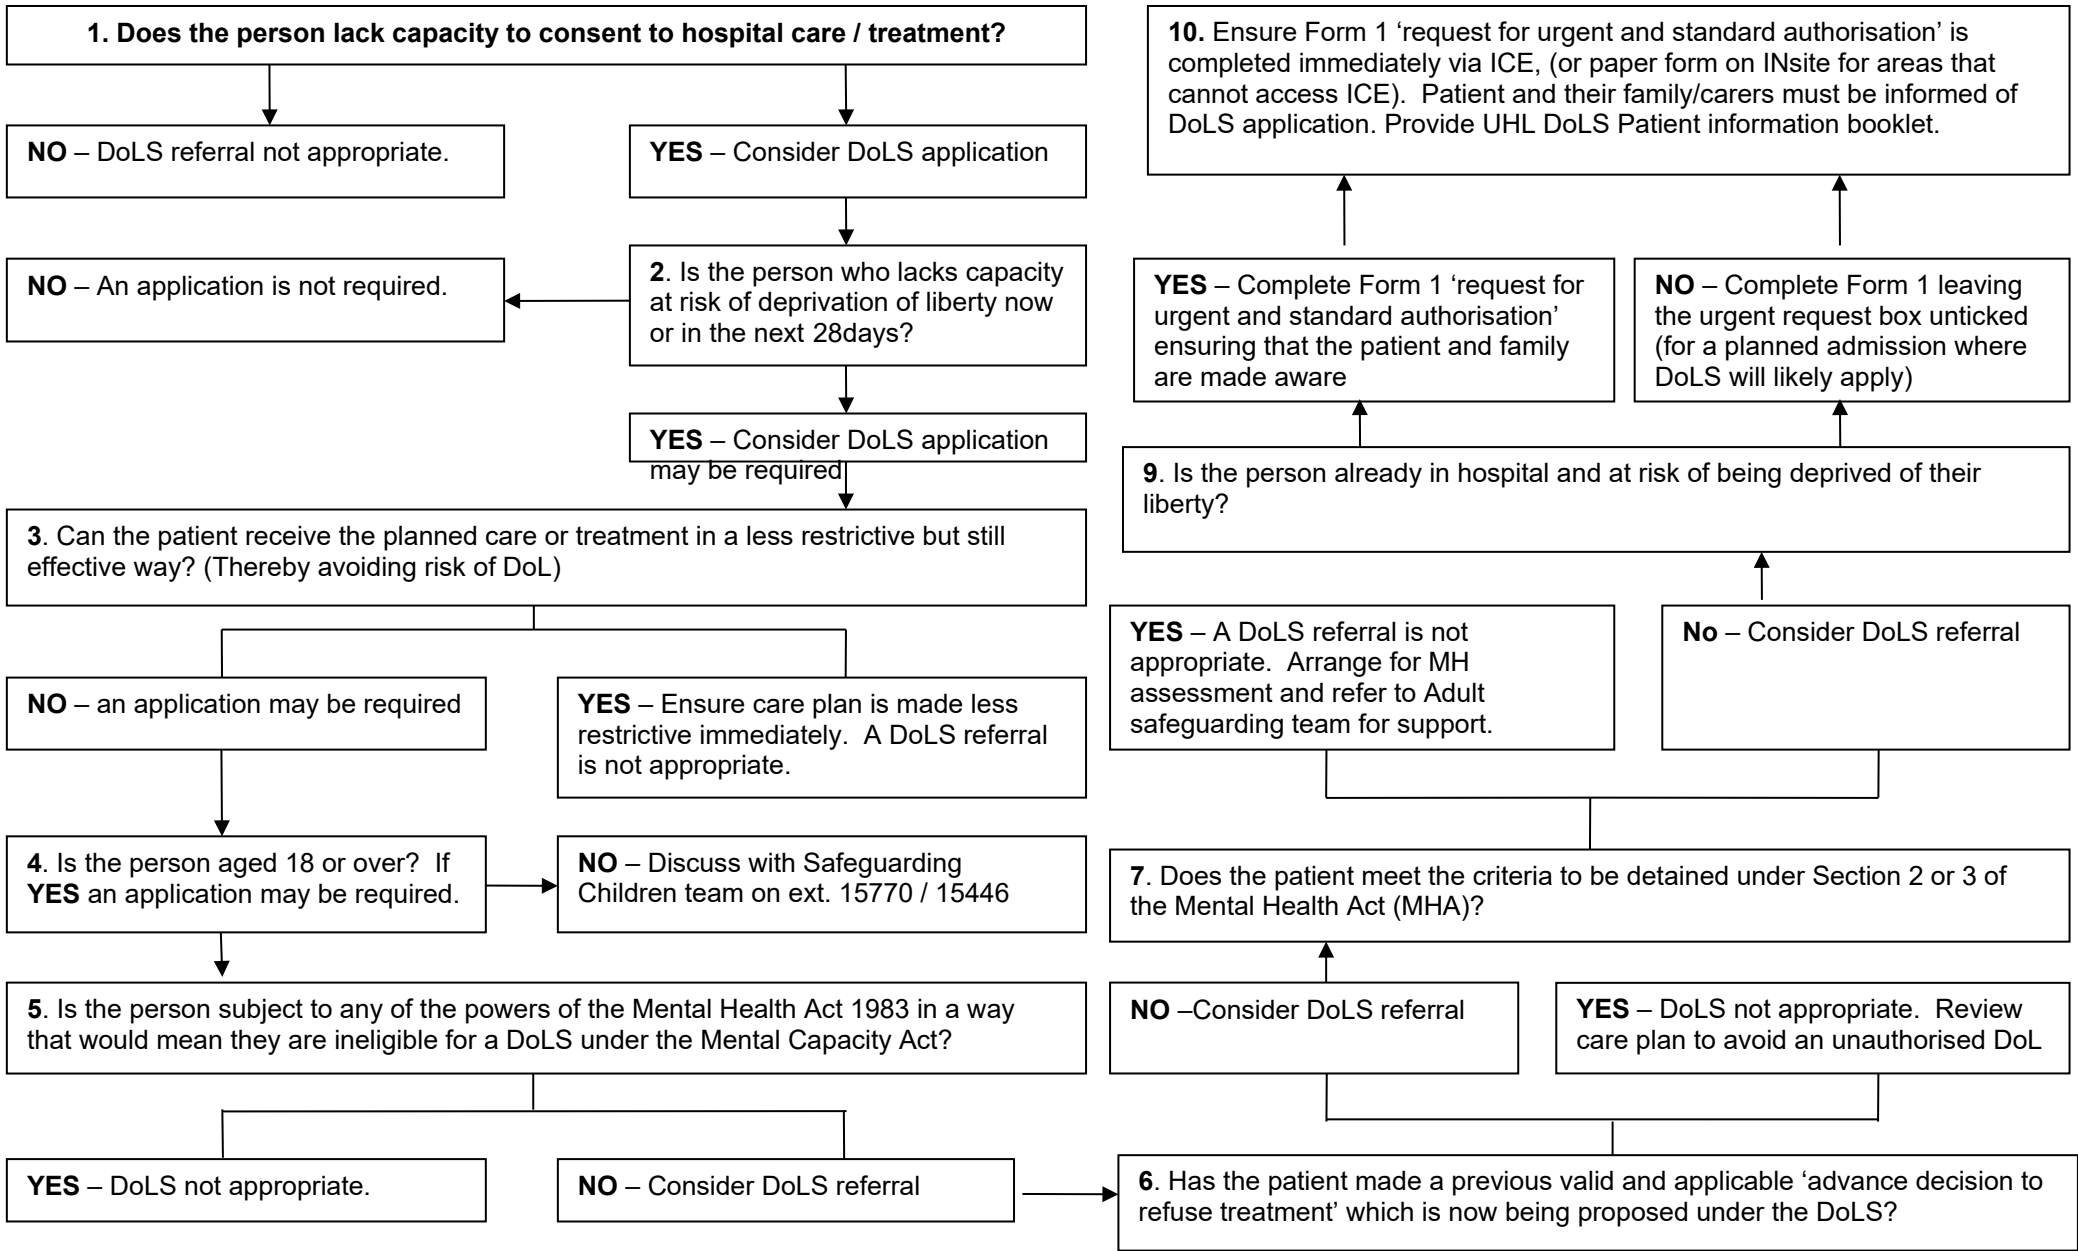 1. Does the person lack capacity to consent to hospital care / treatment?
NO – DoLS referral not appropriate.
YES – Consider DoLS application
NO – An application is not required.
2. Is the person who lacks capacity
at risk of deprivation of liberty now
or in the next 28days?
YES – Consider DoLS application
may be required
3. Can the patient receive the planned care or treatment in a less restrictive but still
effective way? (Thereby avoiding risk of DoL)
NO – an application may be required
YES – Ensure care plan is made less
restrictive immediately.  A DoLS referral
is not appropriate.
4. Is the person aged 18 or over?  If
YES an application may be required.
NO – Discuss with Safeguarding
Children team on ext. 15770 / 15446
5. Is the person subject to any of the powers of the Mental Health Act 1983 in a way
that would mean they are ineligible for a DoLS under the Mental Capacity Act?
YES – DoLS not appropriate.
NO – Consider DoLS referral
6. Has the patient made a previous valid and applicable ‘advance decision to
refuse treatment’ which is now being proposed under the DoLS?
NO –Consider DoLS referral
YES – DoLS not appropriate.  Review
care plan to avoid an unauthorised DoL
7. Does the patient meet the criteria to be detained under Section 2 or 3 of
the Mental Health Act (MHA)?
YES – A DoLS referral is not
appropriate.  Arrange for MH
assessment and refer to Adult
safeguarding team for support.
No – Consider DoLS referral
9. Is the person already in hospital and at risk of being deprived of their
liberty?
YES – Complete Form 1 ‘request for
urgent and standard authorisation’
ensuring that the patient and family
are made aware
NO – Complete Form 1 leaving
the urgent request box unticked
(for a planned admission where
DoLS will likely apply)
10. Ensure Form 1 ‘request for urgent and standard authorisation’ is
completed immediately via ICE, (or paper form on INsite for areas that
cannot access ICE).  Patient and their family/carers must be informed of
DoLS application. Provide UHL DoLS Patient information booklet.